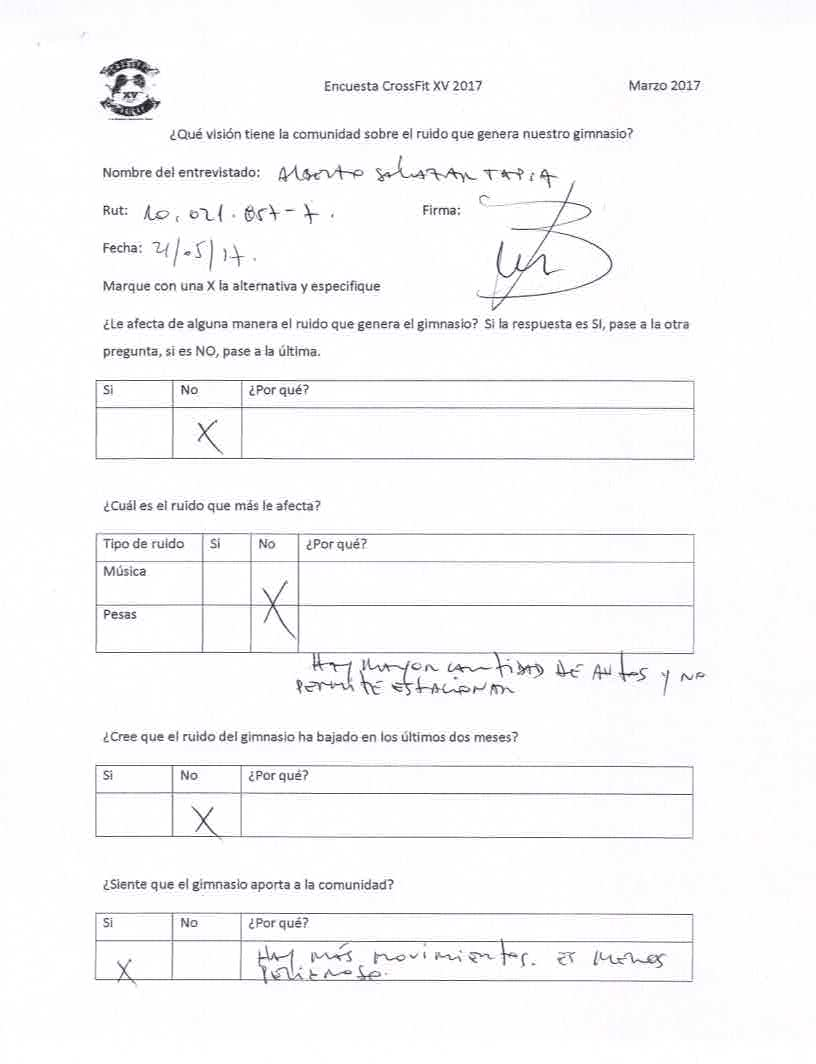 XV
Encuesta CrossFit XV 2017 Marzo 2017
¿Qué visión tiene la comunidad sobre el ruido que genera nuestro gimnasio?
Nombre del entrevistado: Alberto Salazar Tapia
Rut: 10.021.857-7. Firma:
Fecha: 21/05/17.
Marque con una X la alternativa y especifique
¿Le afecta de alguna manera el ruido que genera el gimnasio? Si la respuesta es SI, pase a la otra
pregunta, si es NO, pase a la última.
Si No ¿Por qué?
X
¿Cuál es el ruido que más le afecta?
Tipo de ruido Si No ¿Por qué?
Música
X
Pesas
Hay mayor cantidad de autos y no
permite estacionar
¿Cree que el ruido del gimnasio ha bajado en los últimos dos meses?
Si No ¿Por qué?
X
¿Siente que el gimnasio aporta a la comunidad?
Si No ¿Por qué?
X Hay más movimientos. es menos
peligroso.